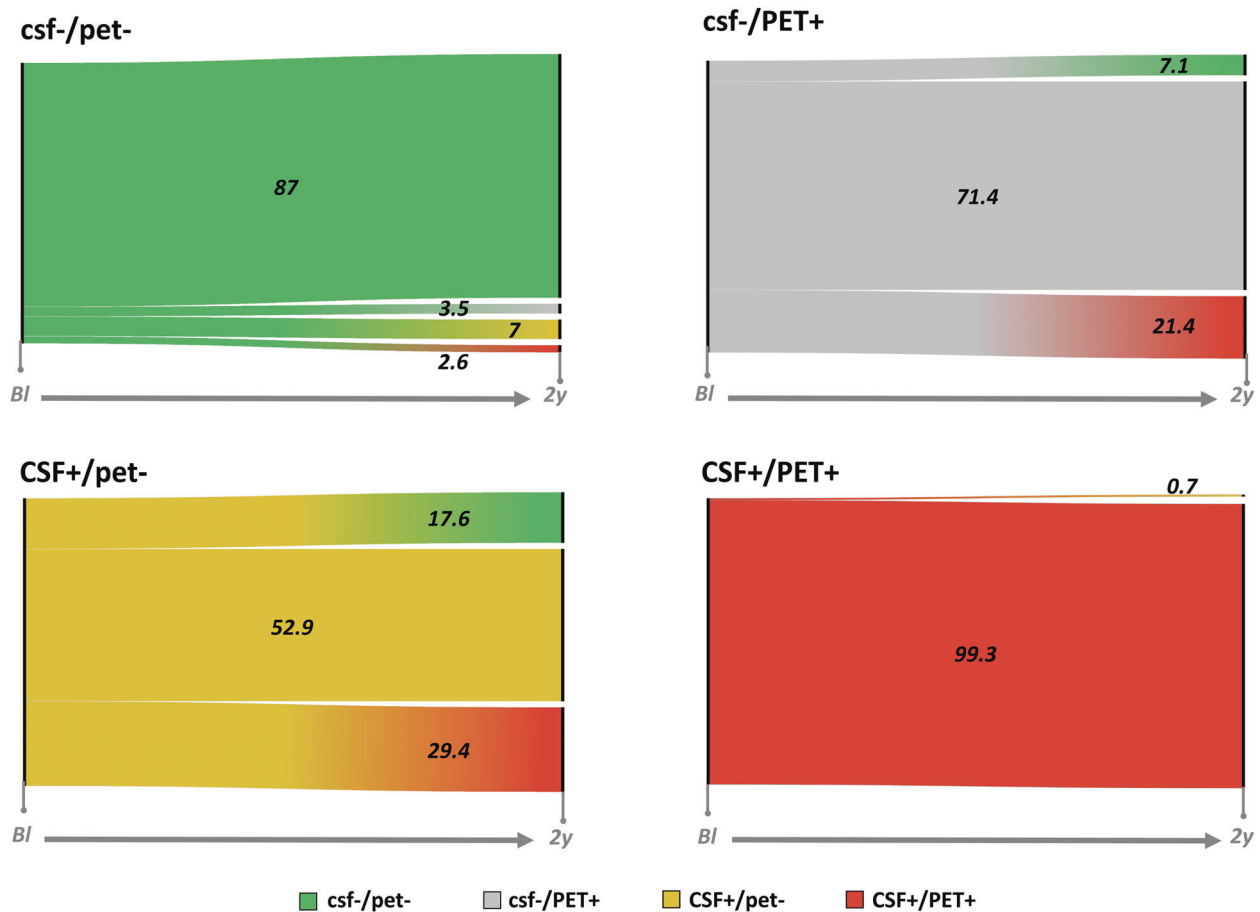 csf-/pet-
87
3.5
7
2.6
Bl
2y
csf-/PET+
7.1
71.4
21.4
Bl
2y
CSF+/pet-
17.6
52.9
29.4
Bl
2y
CSF+/PET+
0.7
99.3
Bl
2y
csf-/pet-
csf-/PET+
CSF+/pet-
CSF+/PET+